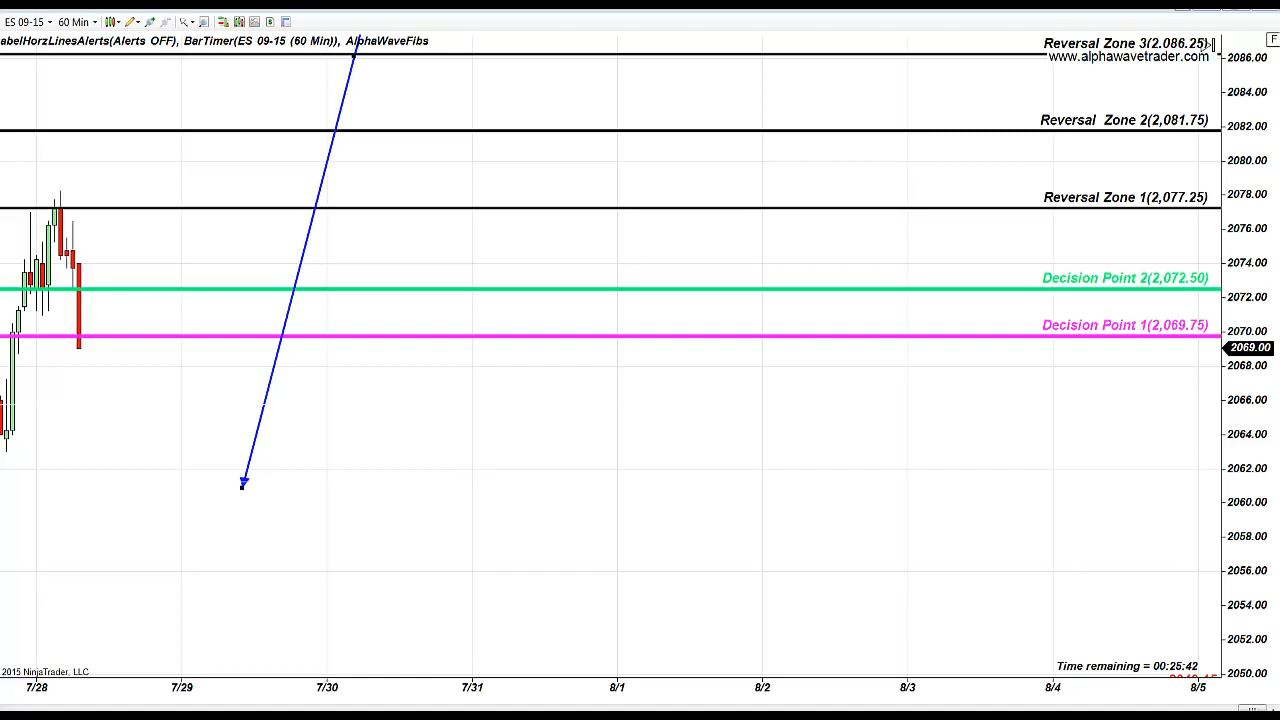 ES 09-15 60 Min
abelHorzLinesAlerts(Alerts OFF), BarTimer(ES 09-15 (60 Min)), AlphaWaveFibs
Reversal Zone 3(2.086.25)
www.alphawavetrader.com
F
2086.00
2084.00
Reversal Zone 2(2,081.75)
2082.00
2080.00
2078.00
Reversal Zone 1(2,077.25)
2076.00
2074.00
Decision Point 2(2,072.50)
2072.00
2070.00
Decision Point 1(2,069.75)
2069.00
2068.00
2066.00
2064.00
2062.00
2060.00
2058.00
2056.00
2054.00
2052.00
2050.00
2015 NinjaTrader, LLC
Time remaining = 00:25:42
7/28 7/29 7/30 7/31 8/1 8/2 8/3 8/4 8/5